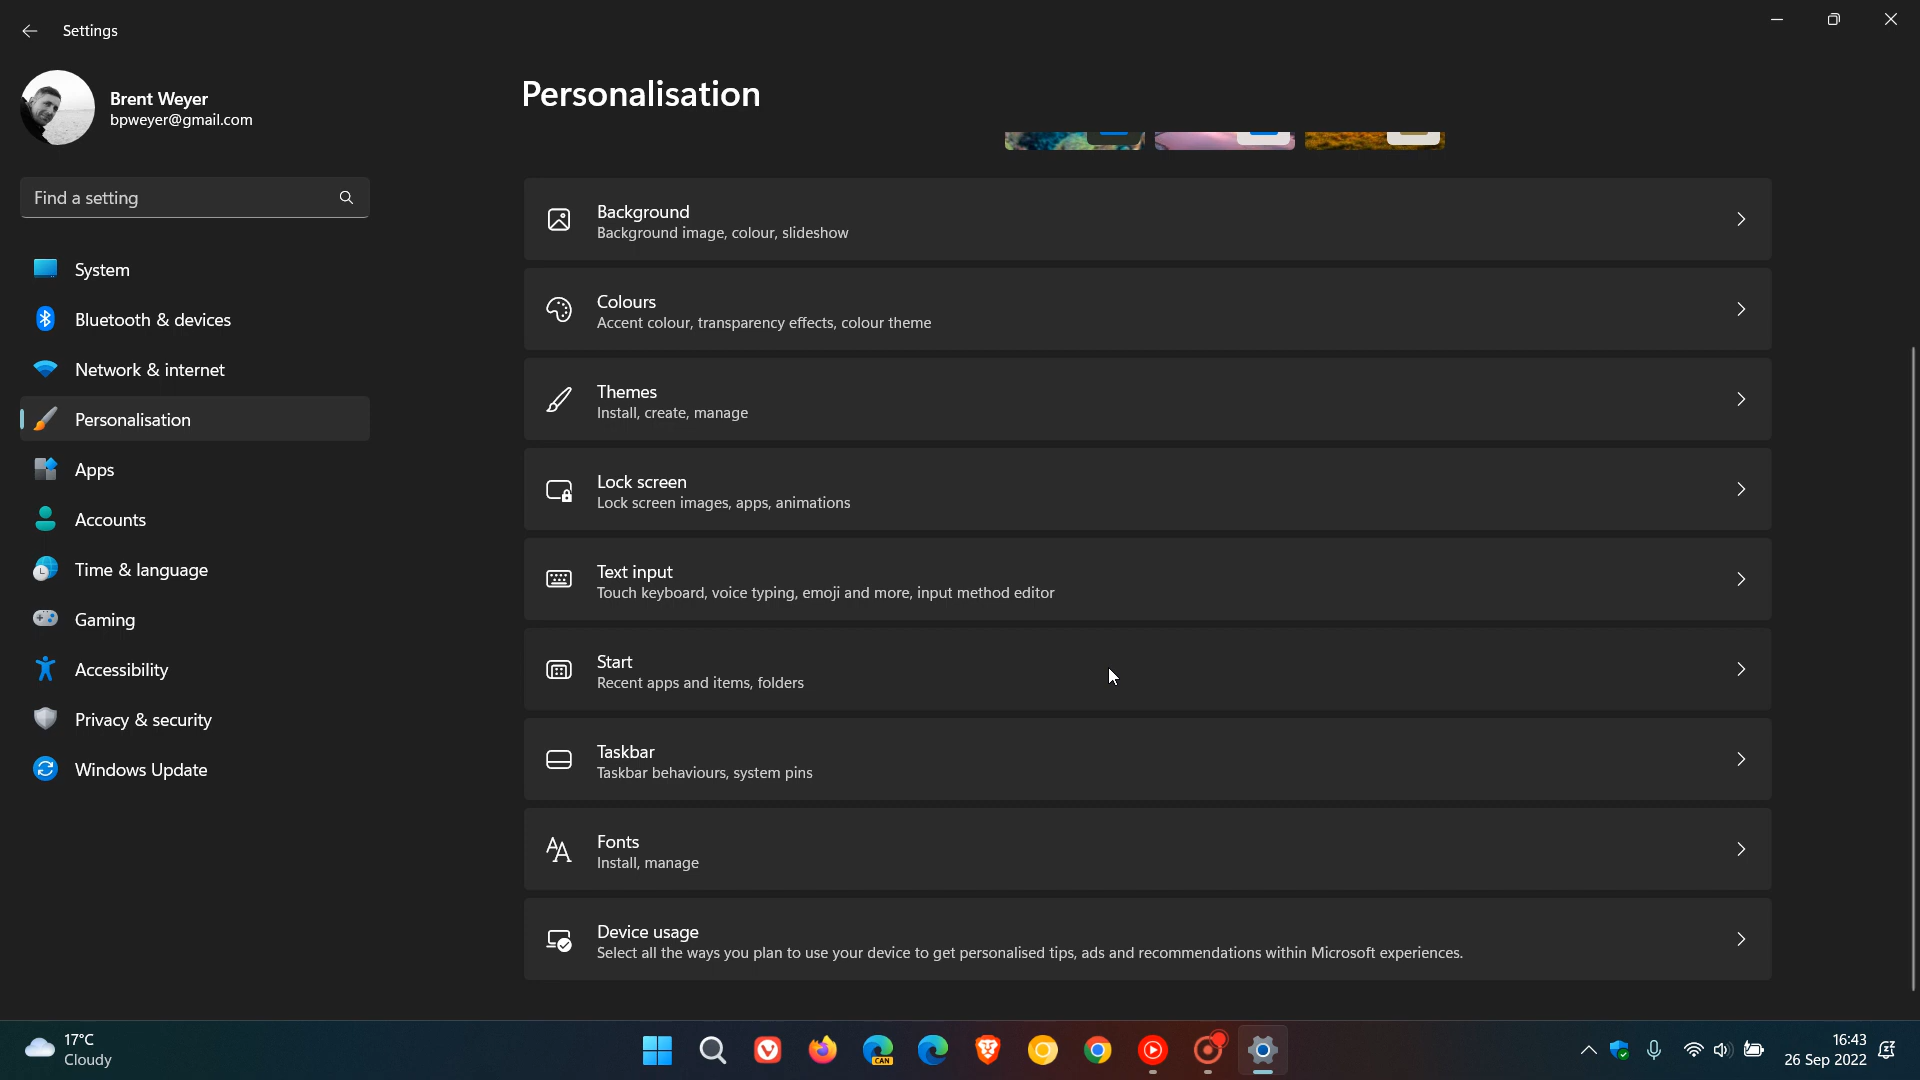 Settings
Brent Weyer
bpweyer@gmail.com
Find a setting
System
Bluetooth & devices
Network & internet
Personalisation
Apps
Accounts
Time & language
Gaming
Accessibility
Privacy & security
Windows Update
Personalisation
Background
Background image, colour, slideshow
Colours
Accent colour, transparency effects, colour theme
Themes
Install, create, manage
Lock screen
Lock screen images, apps, animations
Text input
Touch keyboard, voice typing, emoji and more, input method editor
Start
Recent apps and items, folders
Taskbar
Taskbar behaviours, system pins
Fonts
Install, manage
Device usage
Select all the ways you plan to use your device to get personalised tips, ads and recommendations within Microsoft experiences.
17°C
Cloudy
CAN
16:43
26 Sep 2022